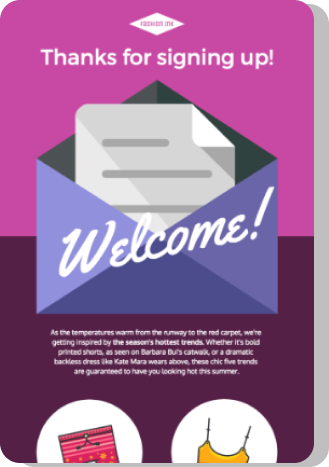 FASHION INK
Thanks for signing up!
Welcome!
As the temperatures warm from the runway to the red carpet, we're
getting inspired by the season's hottest trends. Whether it's bold
printed shorts, as seen on Barbara Bui's catwalk, or a dramatic
backless dress like Kate Mara wears above, these chic five trends
are guaranteed to have you looking hot this summer.